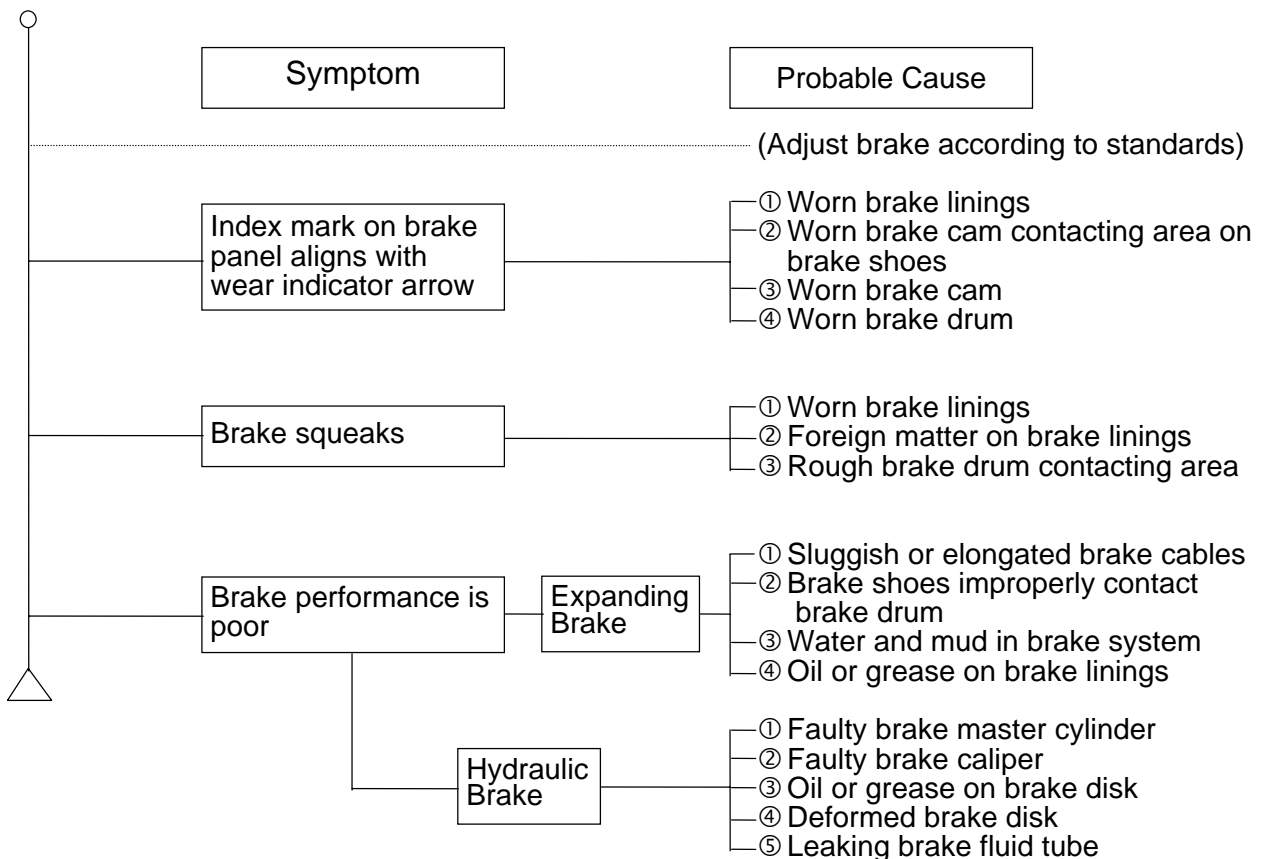 Symptom
Probable Cause
(Adjust brake according to standards)
Index mark on brake
panel aligns with
wear indicator arrow
① Worn brake linings
② Worn brake cam contacting area on
brake shoes
③ Worn brake cam
④ Worn brake drum
Brake squeaks
① Worn brake linings
② Foreign matter on brake linings
③ Rough brake drum contacting area
Brake performance is
poor
Expanding
Brake
① Sluggish or elongated brake cables
② Brake shoes improperly contact
brake drum
③ Water and mud in brake system
④ Oil or grease on brake linings
Hydraulic
Brake
① Faulty brake master cylinder
② Faulty brake caliper
③ Oil or grease on brake disk
④ Deformed brake disk
⑤ Leaking brake fluid tube